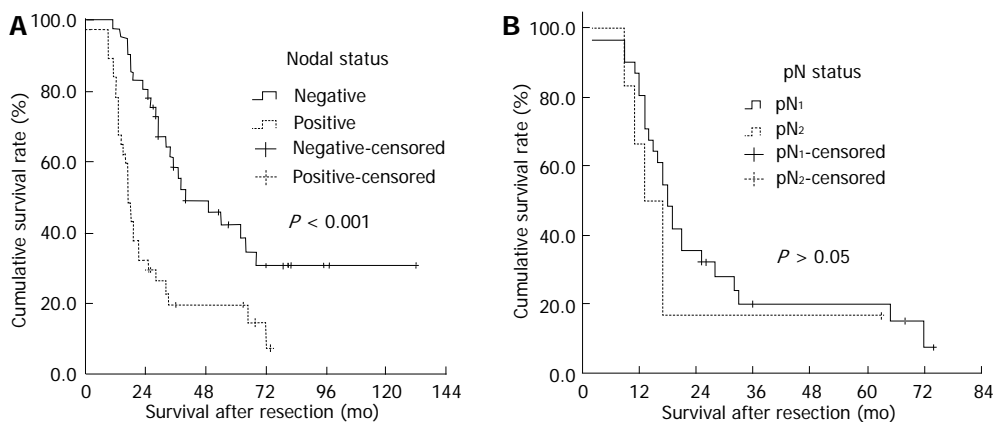 A
Cumulative survival rate (%)
100.0
80.0
60.0
40.0
20.0
0.0
Nodal status
Negative
Positive
Negative-censored
Positive-censored
P < 0.001
0 24 48 72 96 120 144
Survival after resection (mo)
B
Cumulative survival rate (%)
100.0
80.0
60.0
40.0
20.0
0.0
pN status
pN1
pN2
pN1-censored
pN2-censored
P > 0.05
0 12 24 36 60 72 84
Survival after resection (mo)